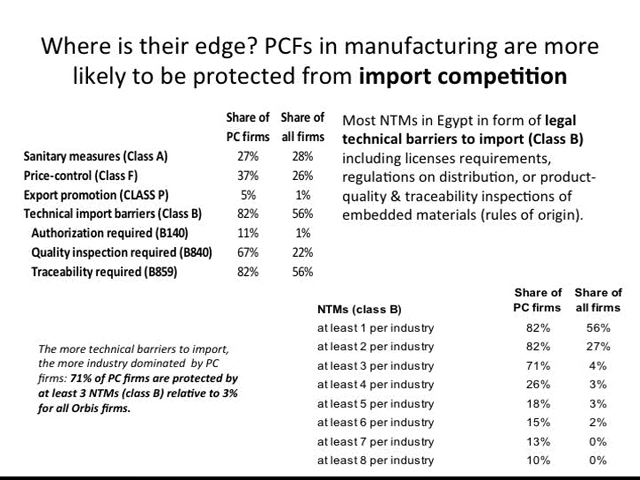 Where is their edge? PCFs in manufacturing are more
likely to be protected from import competition
Share of Share of
PC firms all firms
Sanitary measures (Class A) 27% 28%
Price-control (Class F) 37% 26%
Export promotion (CLASS P) 5% 1%
Technical import barriers (Class B) 82% 56%
Authorization required (B140) 11% 1%
Quality inspection required (B840) 67% 22%
Traceability required (B859) 82% 56%
Most NTMs in Egypt in form of legal
technical barriers to import (Class B)
including licenses requirements,
regulations on distribution, or product-
quality & traceability inspections of
embedded materials (rules of origin).
The more technical barriers to import,
the more industry dominated by PC
firms: 71% of PC firms are protected by
at least 3 NTMs (class B) relative to 3%
for all Orbis firms.
Share of Share of
NTMs (class B) PC firms all firms
at least 1 per industry 82% 56%
at least 2 per industry 82% 27%
at least 3 per industry 71% 4%
at least 4 per industry 26% 3%
at least 5 per industry 18% 3%
at least 6 per industry 15% 2%
at least 7 per industry 13% 0%
at least 8 per industry 10% 0%